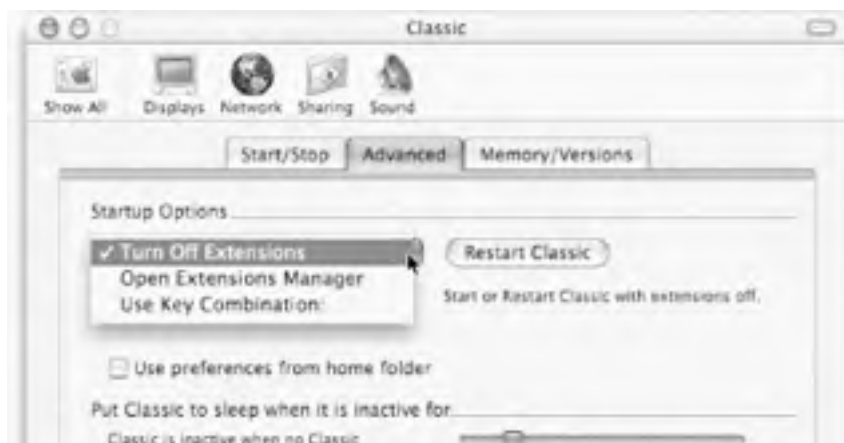 Classic
Show All Displays Network Sharing Sound
Start/Stop Advanced Memory/Versions
Startup Options
✓ Turn Off Extensions
Restart Classic
Open Extensions Manager
Use Key Combination:
Start or Restart Classic with extensions off.
Use preferences from home folder
Put Classic to sleep when it is inactive for
Classic is inactive when no Classic